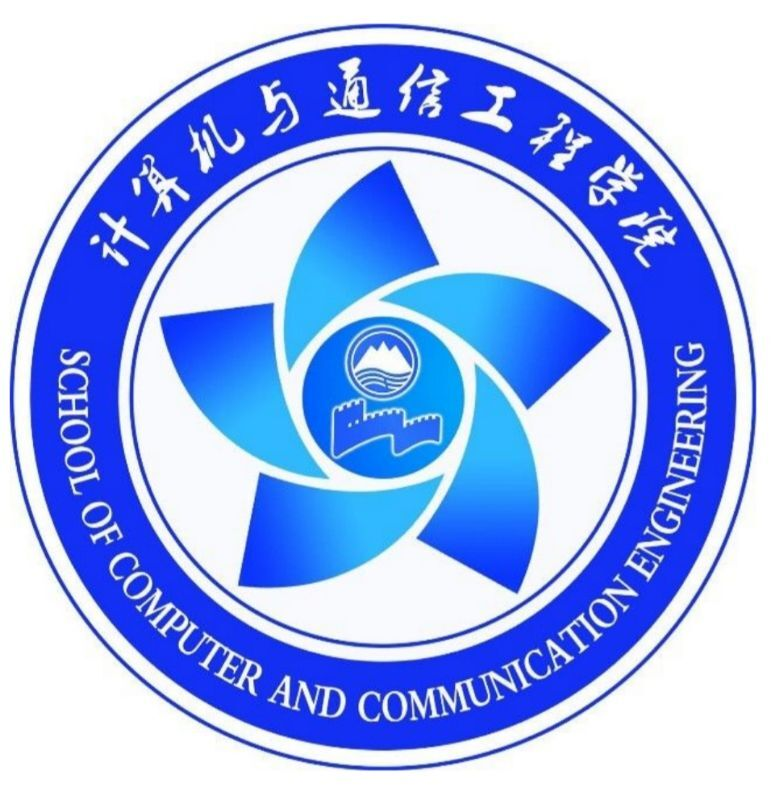 计算机与通信工程学院
SCHOOL OF COMPUTER AND COMMUNICATION ENGINEERING